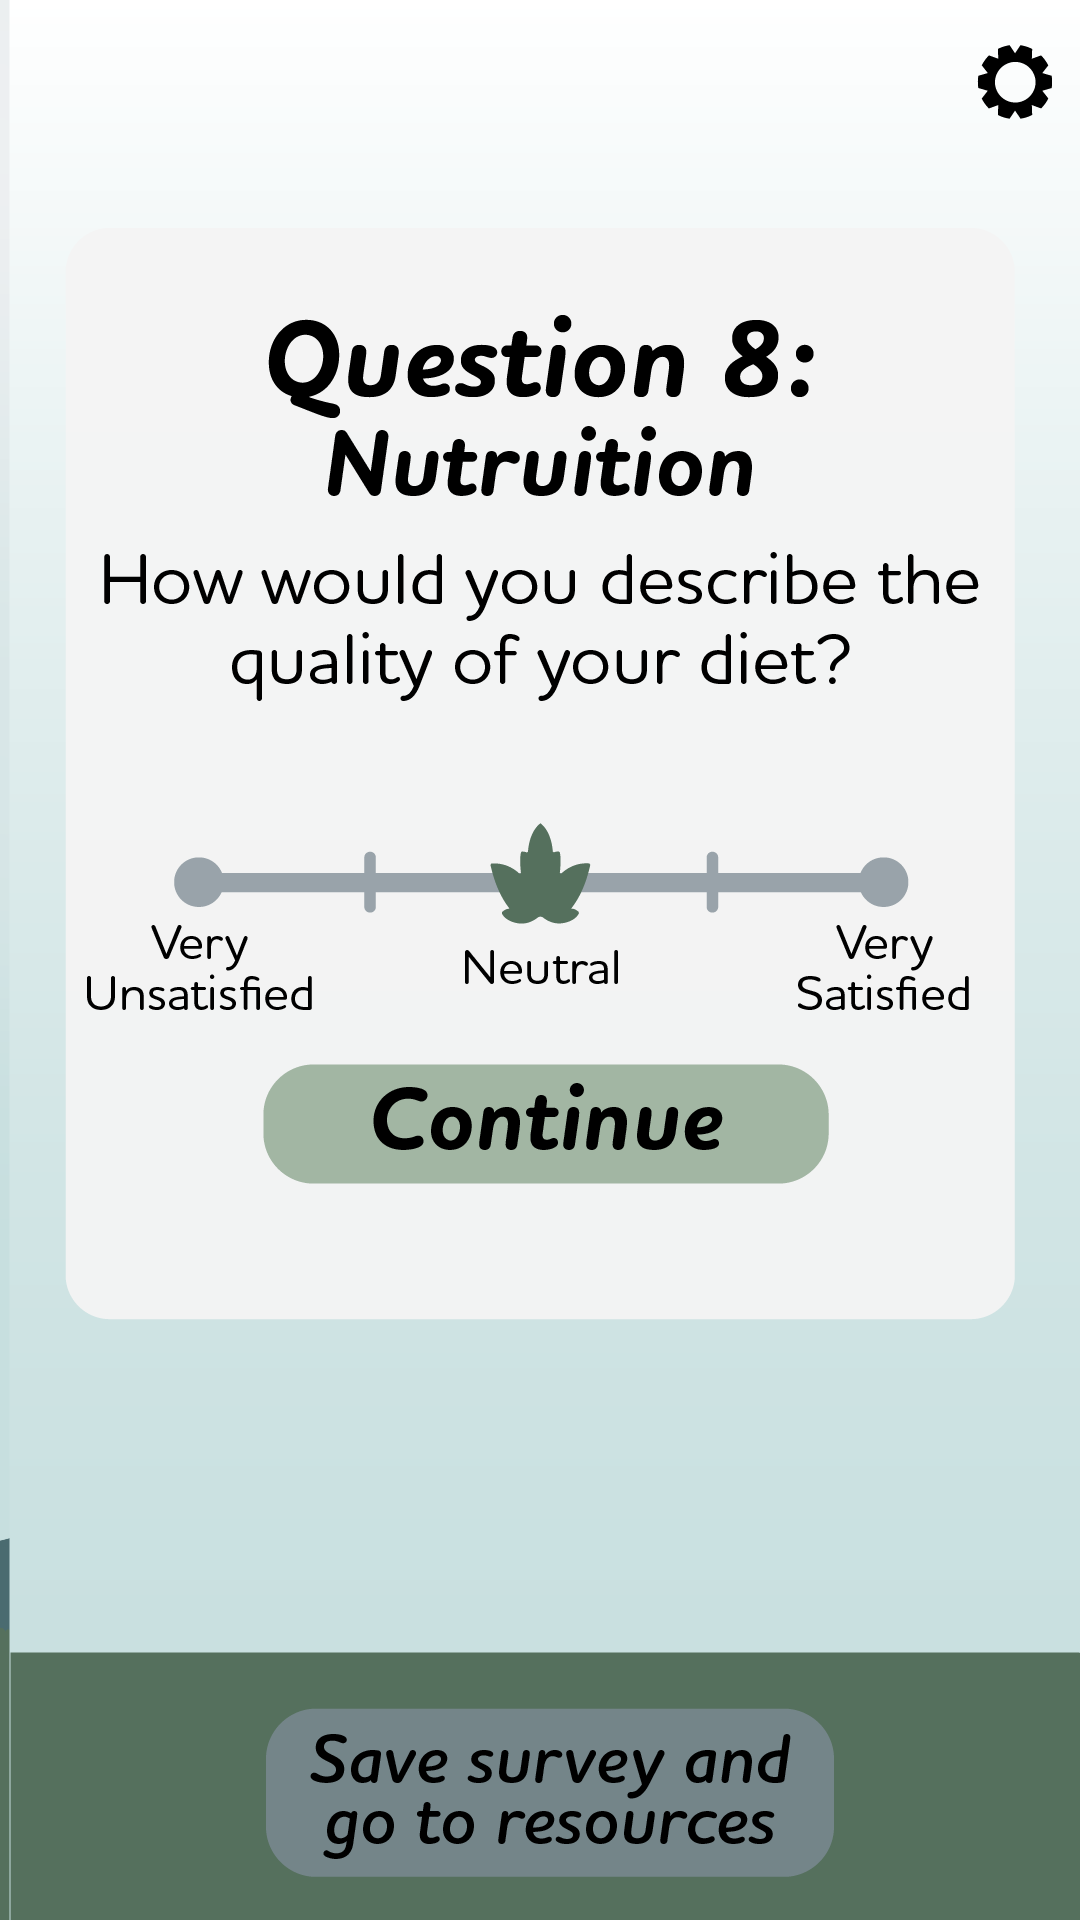 Question 8:
Nutruition
How would you describe the
quality of your diet?
Very
Unsatisfied
Neutral
Very
Satisfied
Continue
Save survey and
go to resources